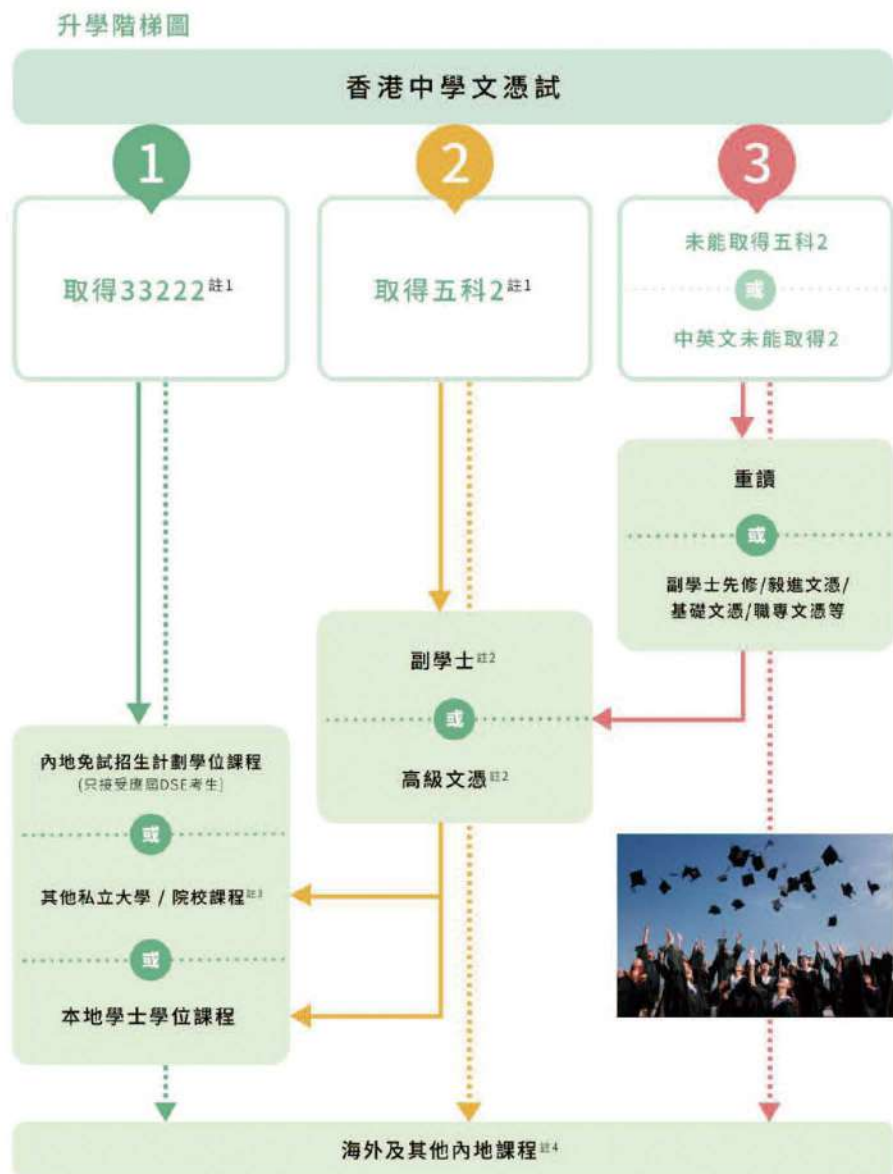 升學階梯圖
香港中學文憑試
1
2
3
取得33222註1
取得五科2註1
未能取得五科2
或
中英文未能取得2
重讀
或
副學士先修/毅進文憑/
基礎文憑/職專文憑等
副學士註2
或
高級文憑註2
內地免試招生計劃學位課程
(只接受應屆DSE考生)
或
其他私立大學 / 院校課程註3
或
本地學士學位課程
海外及其他內地課程註4